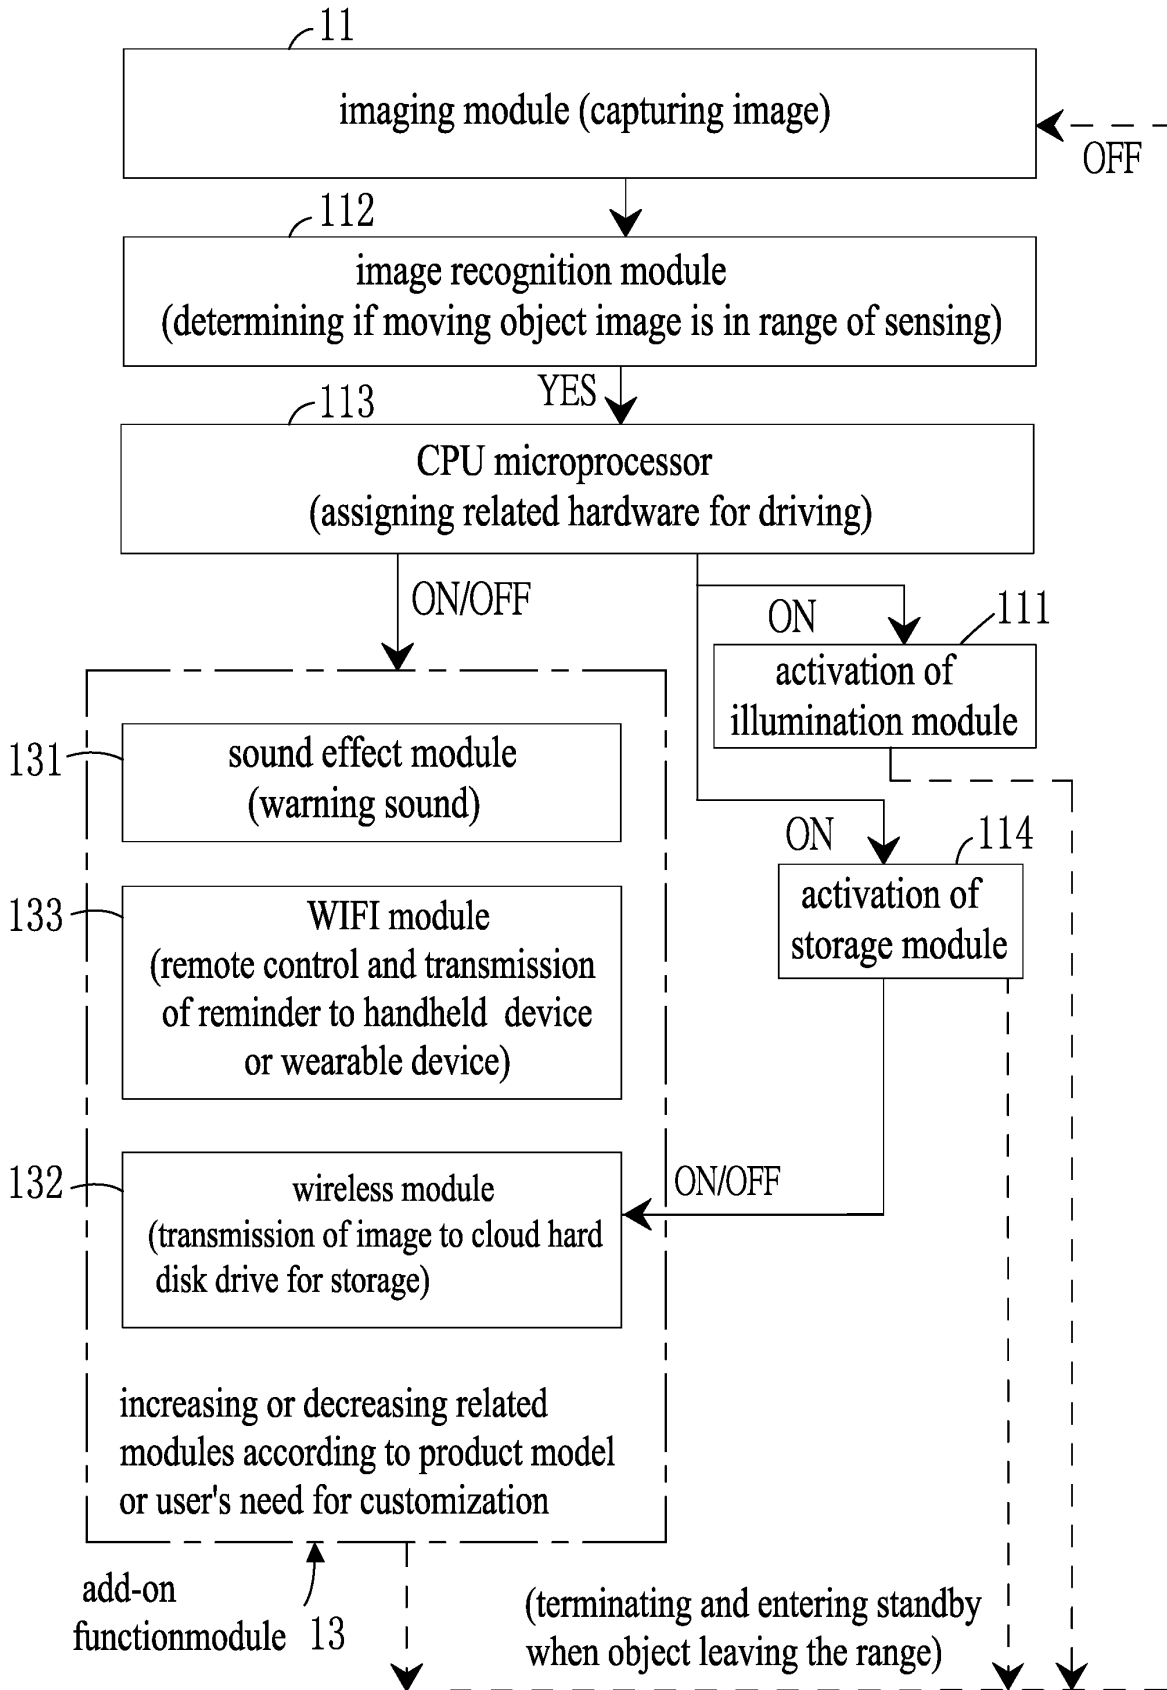 11
imaging module (capturing image)
OFF
112
image recognition module
(determining if moving object image is in range of sensing)
YES
113
CPU microprocessor
(assigning related hardware for driving)
ON/OFF
ON
111
activation of
illumination module
131
sound effect module
(warning sound)
ON
114
activation of
storage module
133
WIFI module
(remote control and transmission
of reminder to handheld device
or wearable device)
132
wireless module
(transmission of image to cloud hard
disk drive for storage)
ON/OFF
increasing or decreasing related
modules according to product model
or user's need for customization
add-on
functionmodule 13
(terminating and entering standby
when object leaving the range)